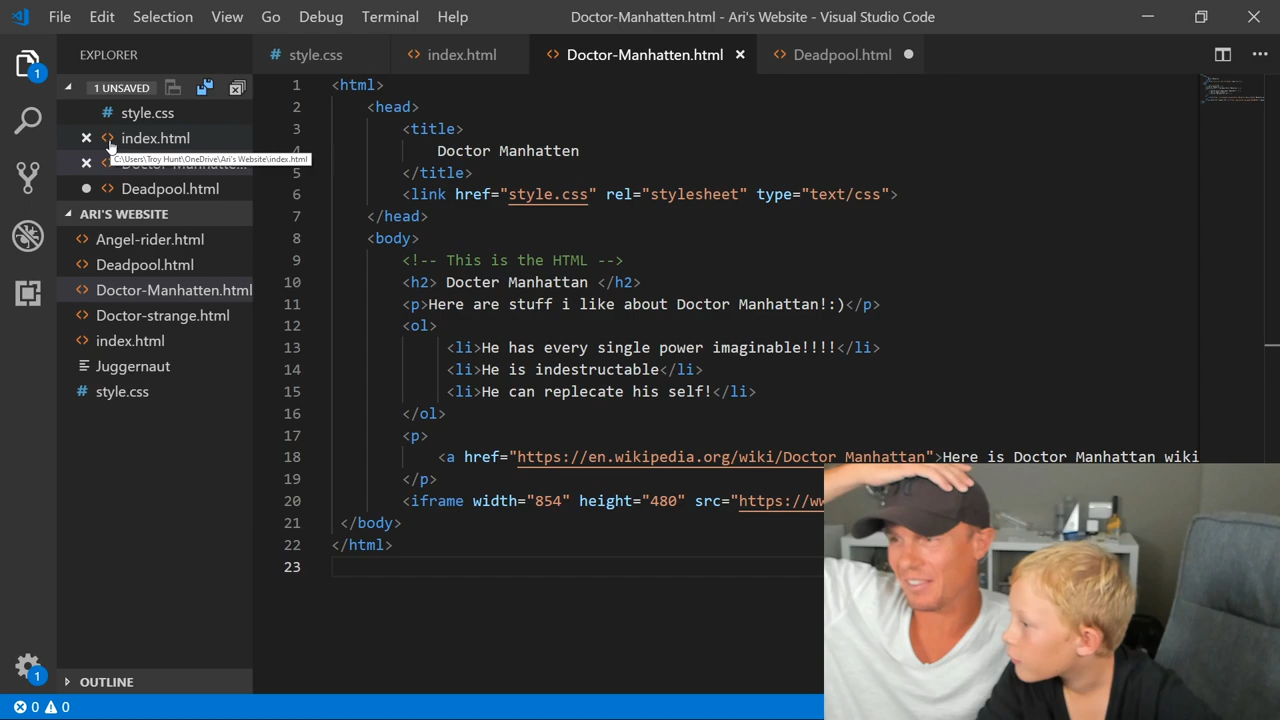 File Edit Selection View Go Debug Terminal Help
Doctor-Manhatten.html - Ari's Website - Visual Studio Code
EXPLORER
1 UNSAVED
# style.css
index.html
C:\Users\Troy Hunt\OneDrive\Ari's Website\index.html
Deadpool.html
ARI'S WEBSITE
Angel-rider.html
Deadpool.html
Doctor-Manhatten.html
Doctor-strange.html
index.html
Juggernaut
# style.css
OUTLINE
1
1
0 0
# style.css index.html Doctor-Manhatten.html Deadpool.html
1 <html>
2 <head>
3 <title>
4 Doctor Manhatten
5 </title>
6 <link href="style.css" rel="stylesheet" type="text/css">
7 </head>
8 <body>
9 <!-- This is the HTML -->
10 <h2> Docter Manhattan </h2>
11 <p>Here are stuff i like about Doctor Manhattan!:)</p>
12 <ol>
13 <li>He has every single power imaginable!!!!</li>
14 <li>He is indestructable</li>
15 <li>He can replecate his self!</li>
16 </ol>
17 <p>
18 <a href="https://en.wikipedia.org/wiki/Doctor_Manhattan">Here is Doctor Manhattan wiki
19 </p>
20 <iframe width="854" height="480" src="https://ww
21 </body>
22 </html>
23